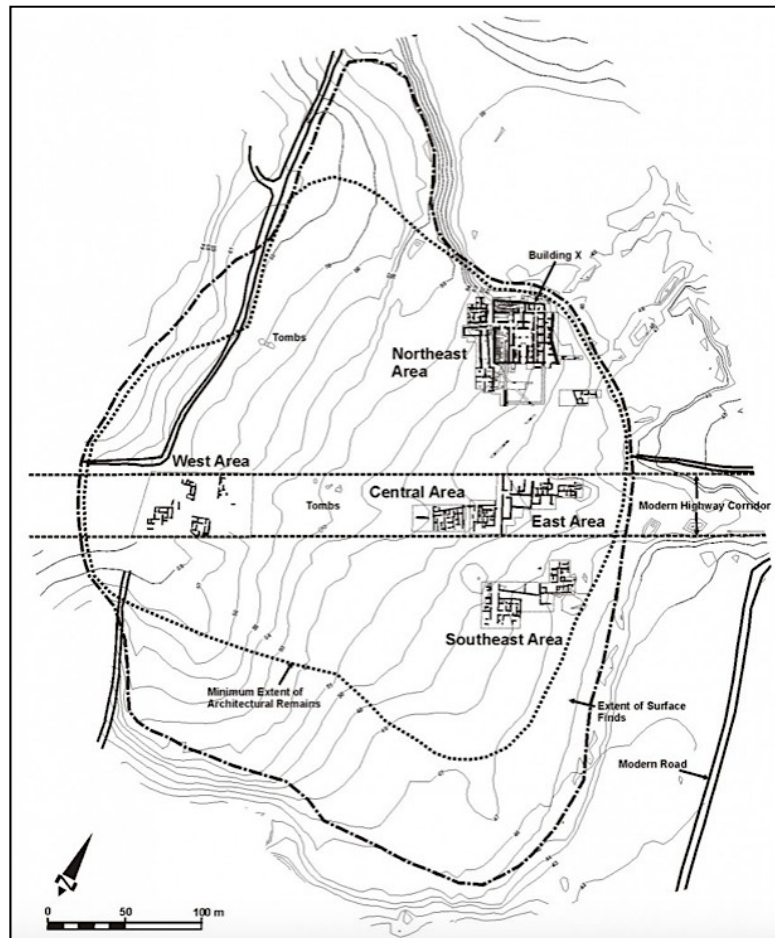 Building X
Northeast
Area
Tombs
West Area
Tombs
Central Area
East Area
Modern Highway Corridor
Southeast Area
Minimum Extent of
Architectural Remains
Extent of Surface
Finds
Modern Road
N
0 50 100 m